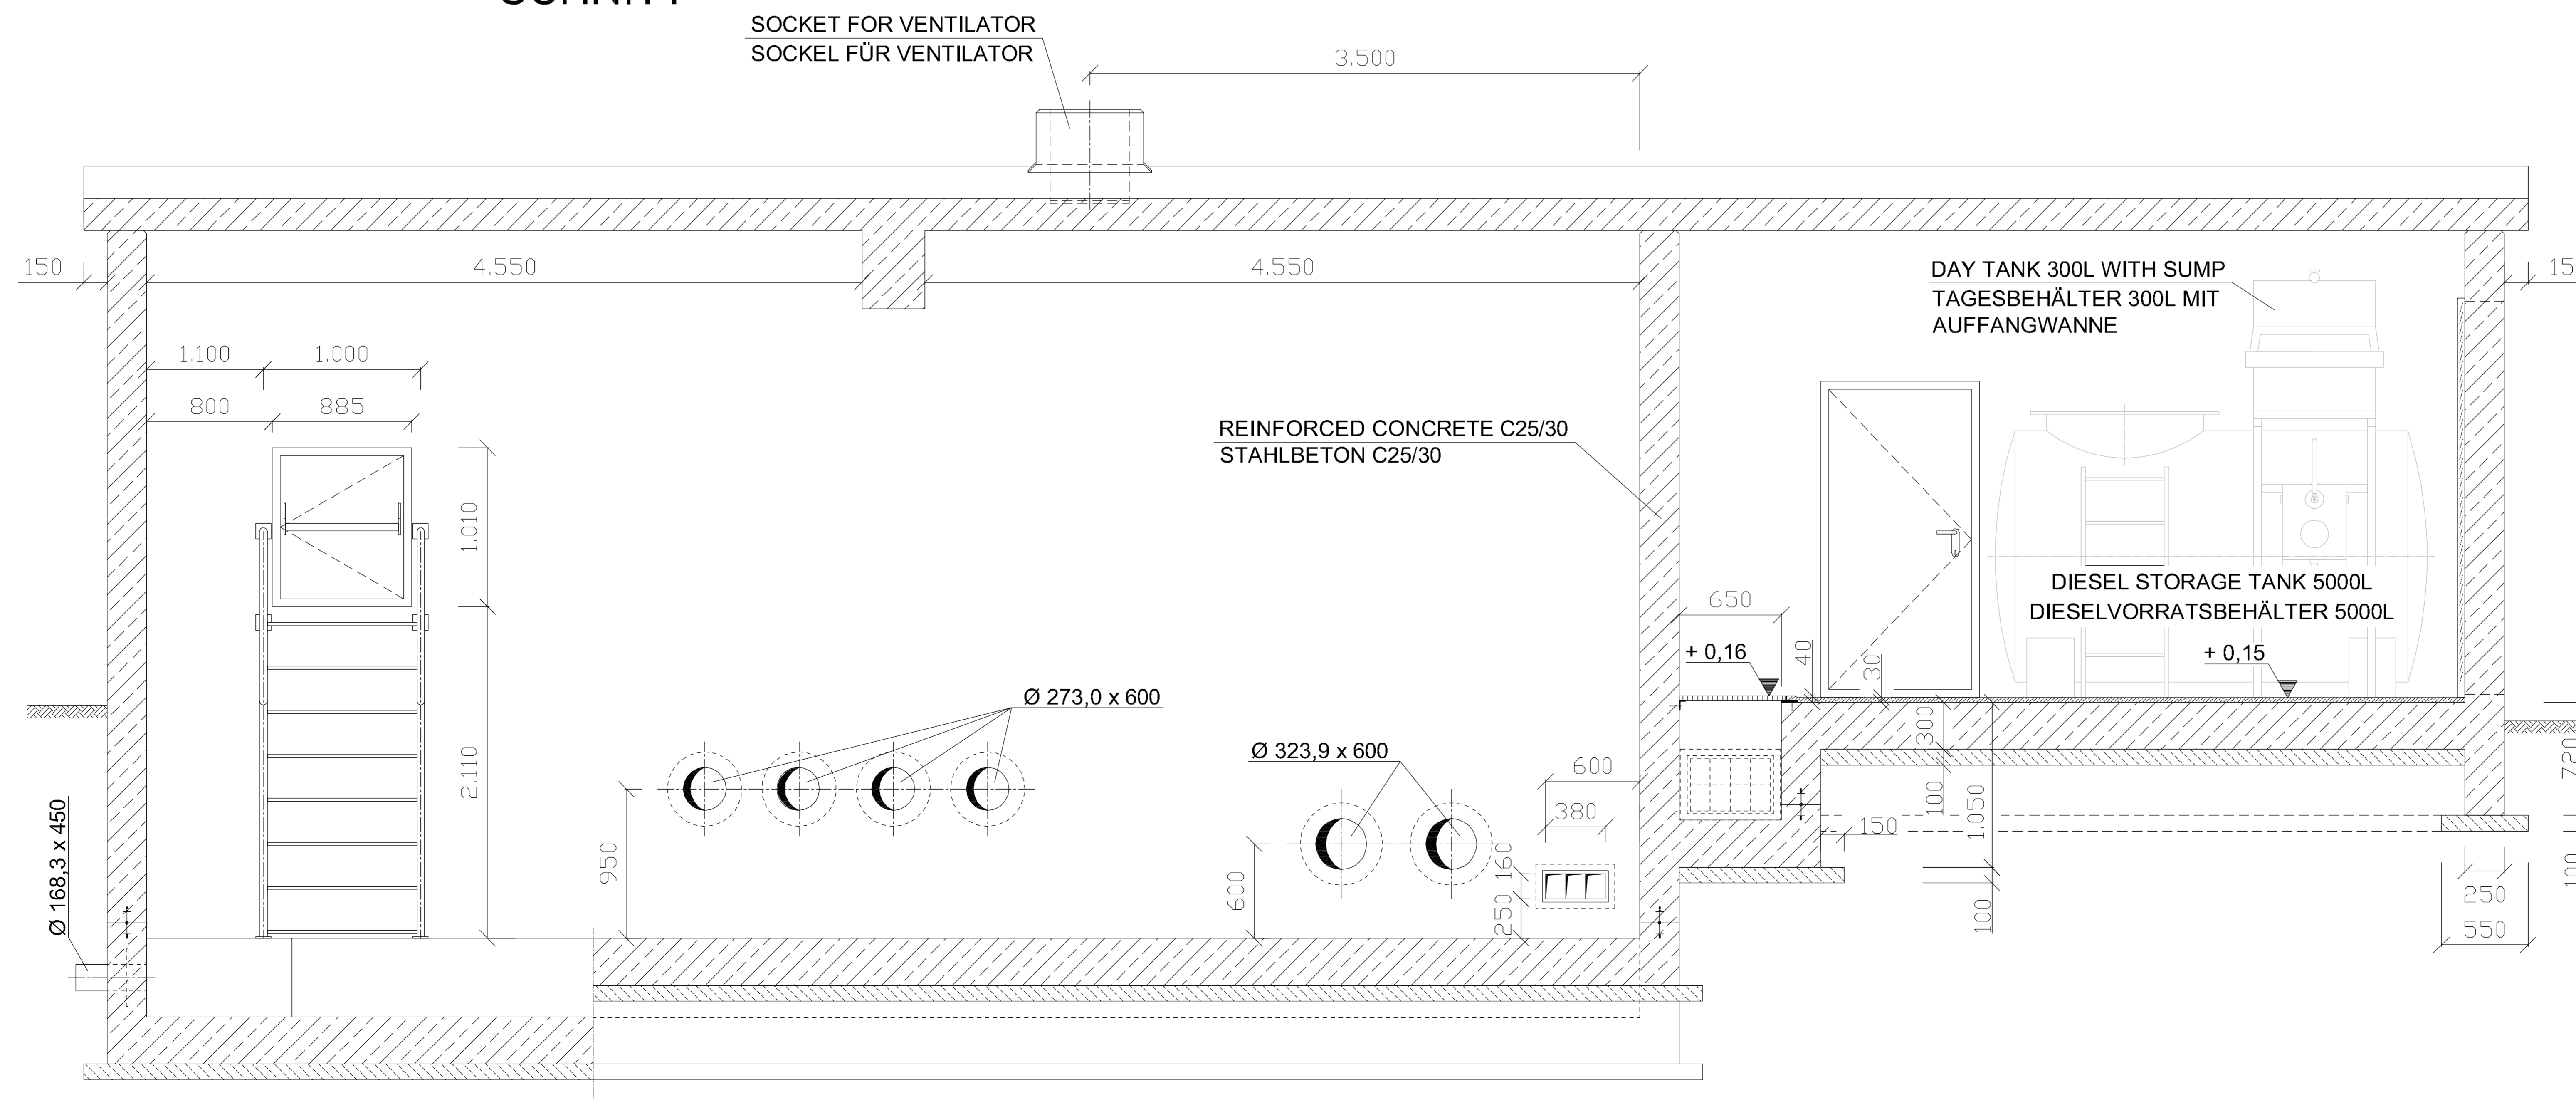 SOCKET FOR VENTILATOR
SOCKEL FÜR VENTILATOR
3.500
150
4.550
4.550
DAY TANK 300L WITH SUMP
TAGESBEHÄLTER 300L MIT
AUFFANGWANNE
1.100
1.000
800
885
REINFORCED CONCRETE C25/30
STAHLBETON C25/30
1.010
DIESEL STORAGE TANK 5000L
DIESELVORRATSBEHÄLTER 5000L
650
+ 0,16
40
30
+ 0,15
Ø 273,0 x 600
Ø 323,9 x 600
600
380
2.110
950
600
160
250
300
100
1.050
150
100
720
100
250
550
Ø 168,3 x 450